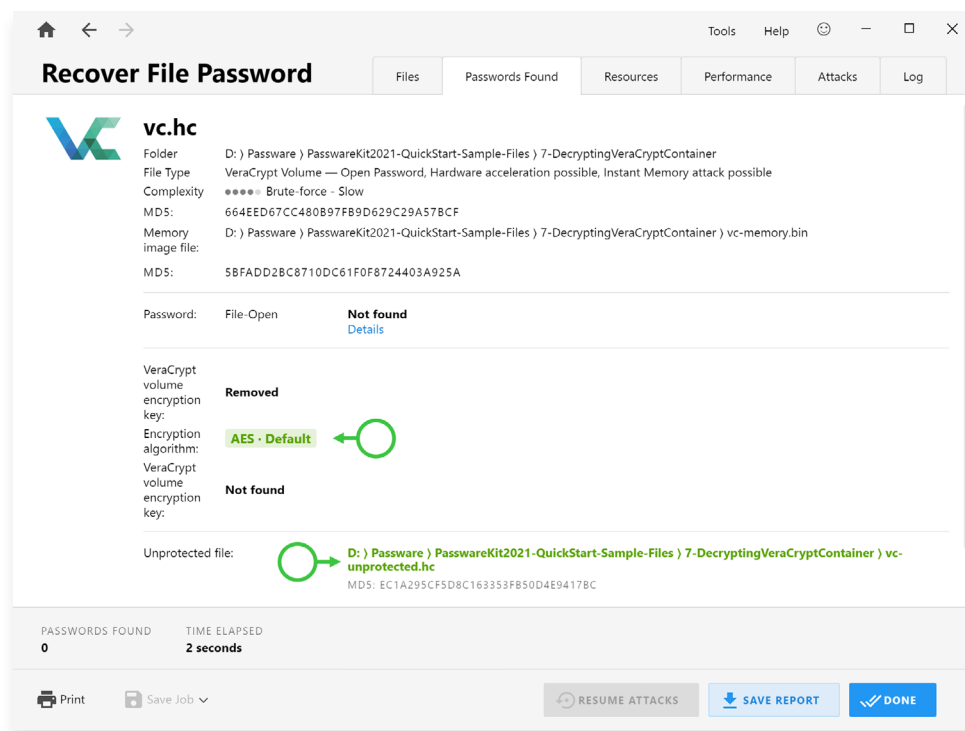 Tools Help
Recover File Password
Files Passwords Found Resources Performance Attacks Log
VC
vc.hc
Folder D: ⟩ Passware ⟩ PasswareKit2021-QuickStart-Sample-Files ⟩ 7-DecryptingVeraCryptContainer
File Type VeraCrypt Volume — Open Password, Hardware acceleration possible, Instant Memory attack possible
Complexity Brute-force - Slow
MD5: 664EED67CC480B97FB9D629C29A57BCF
Memory D: ⟩ Passware ⟩ PasswareKit2021-QuickStart-Sample-Files ⟩ 7-DecryptingVeraCryptContainer ⟩ vc-memory.bin
image file:
MD5: 5BFADD2BC8710DC61F0F8724403A925A
Password: File-Open Not found
Details
VeraCrypt
volume
encryption
key:
Removed
Encryption
algorithm:
AES · Default
VeraCrypt
volume
encryption
key:
Not found
Unprotected file: D: ⟩ Passware ⟩ PasswareKit2021-QuickStart-Sample-Files ⟩ 7-DecryptingVeraCryptContainer ⟩ vc-
unprotected.hc
MD5: EC1A295CF5D8C163353FB50D4E9417BC
PASSWORDS FOUND TIME ELAPSED
0 2 seconds
Print Save Job RESUME ATTACKS SAVE REPORT DONE